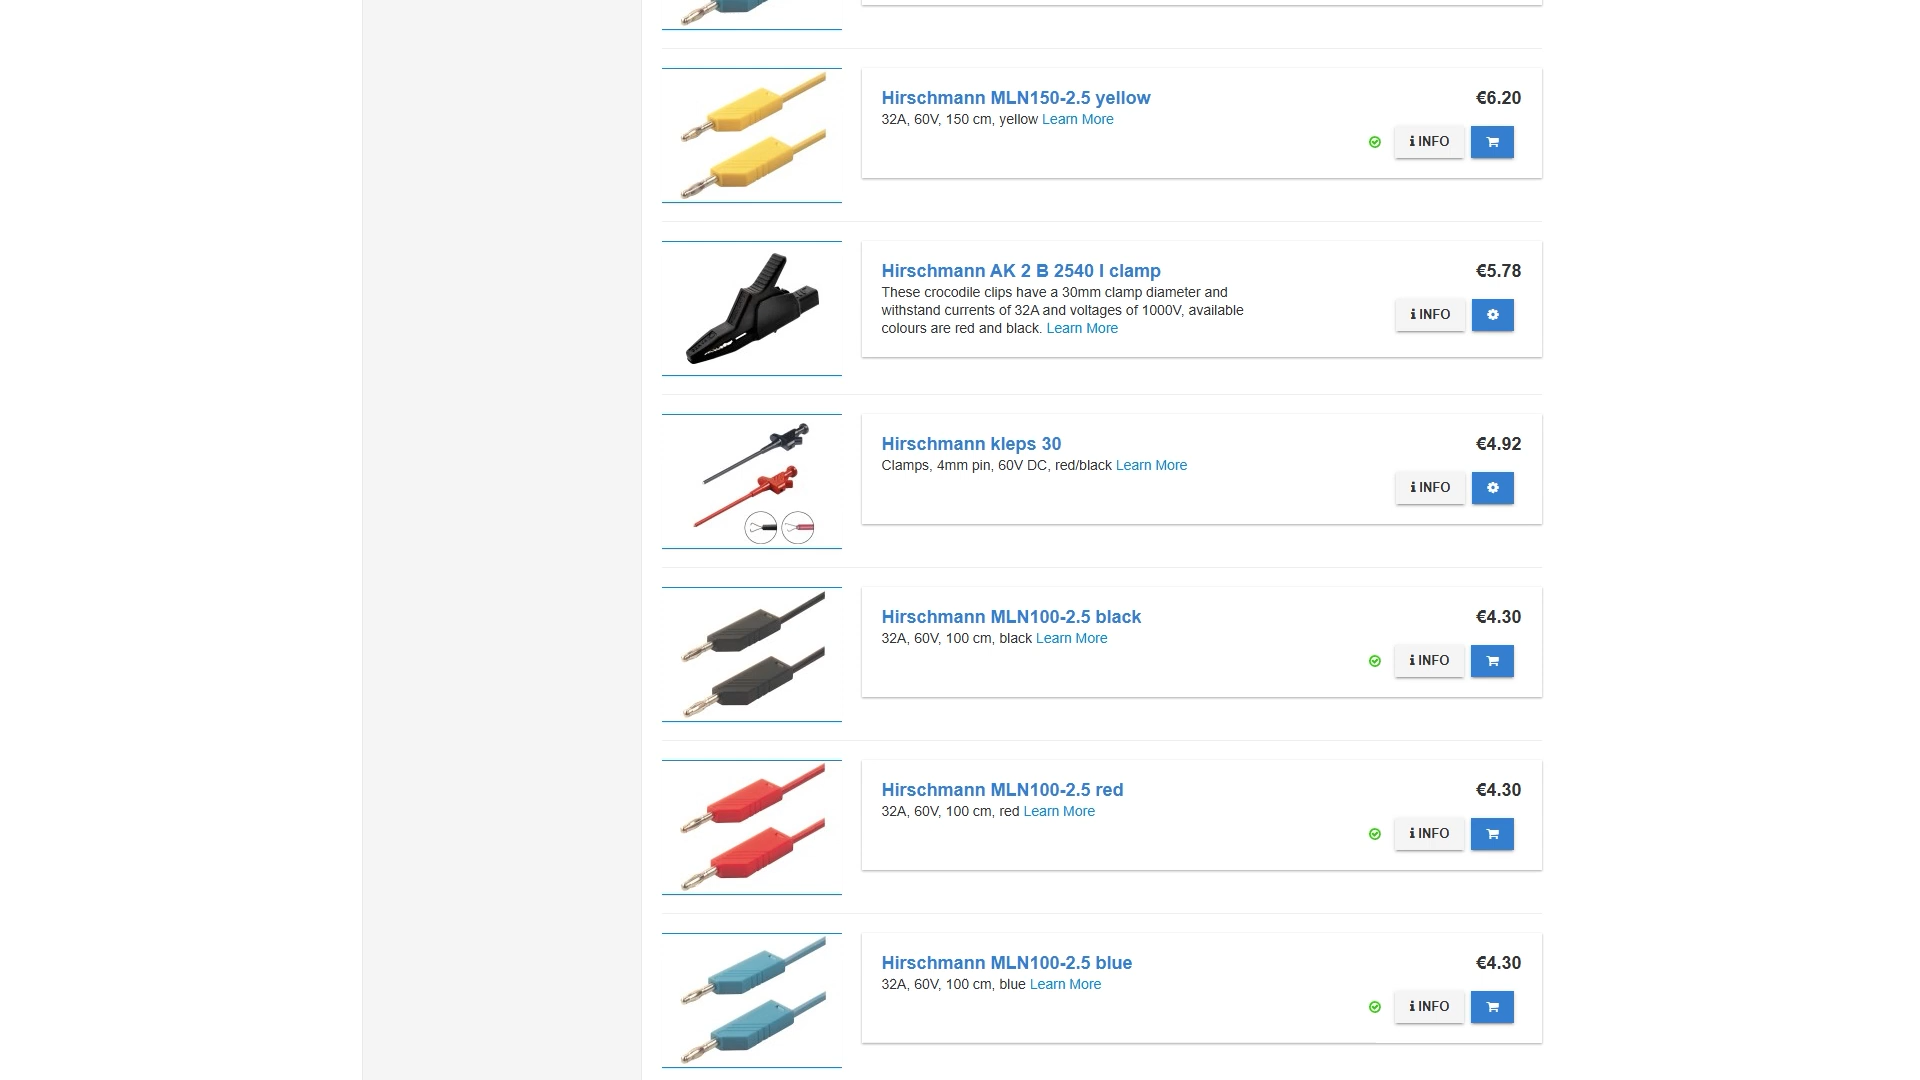 Hirschmann MLN150-2.5 yellow
€6.20
32A, 60V, 150 cm, yellow Learn More
INFO
Hirschmann AK 2 B 2540 I clamp
€5.78
These crocodile clips have a 30mm clamp diameter and
withstand currents of 32A and voltages of 1000V, available
colours are red and black. Learn More
INFO
Hirschmann kleps 30
€4.92
Clamps, 4mm pin, 60V DC, red/black Learn More
INFO
Hirschmann MLN100-2.5 black
€4.30
32A, 60V, 100 cm, black Learn More
INFO
Hirschmann MLN100-2.5 red
€4.30
32A, 60V, 100 cm, red Learn More
INFO
Hirschmann MLN100-2.5 blue
€4.30
32A, 60V, 100 cm, blue Learn More
INFO